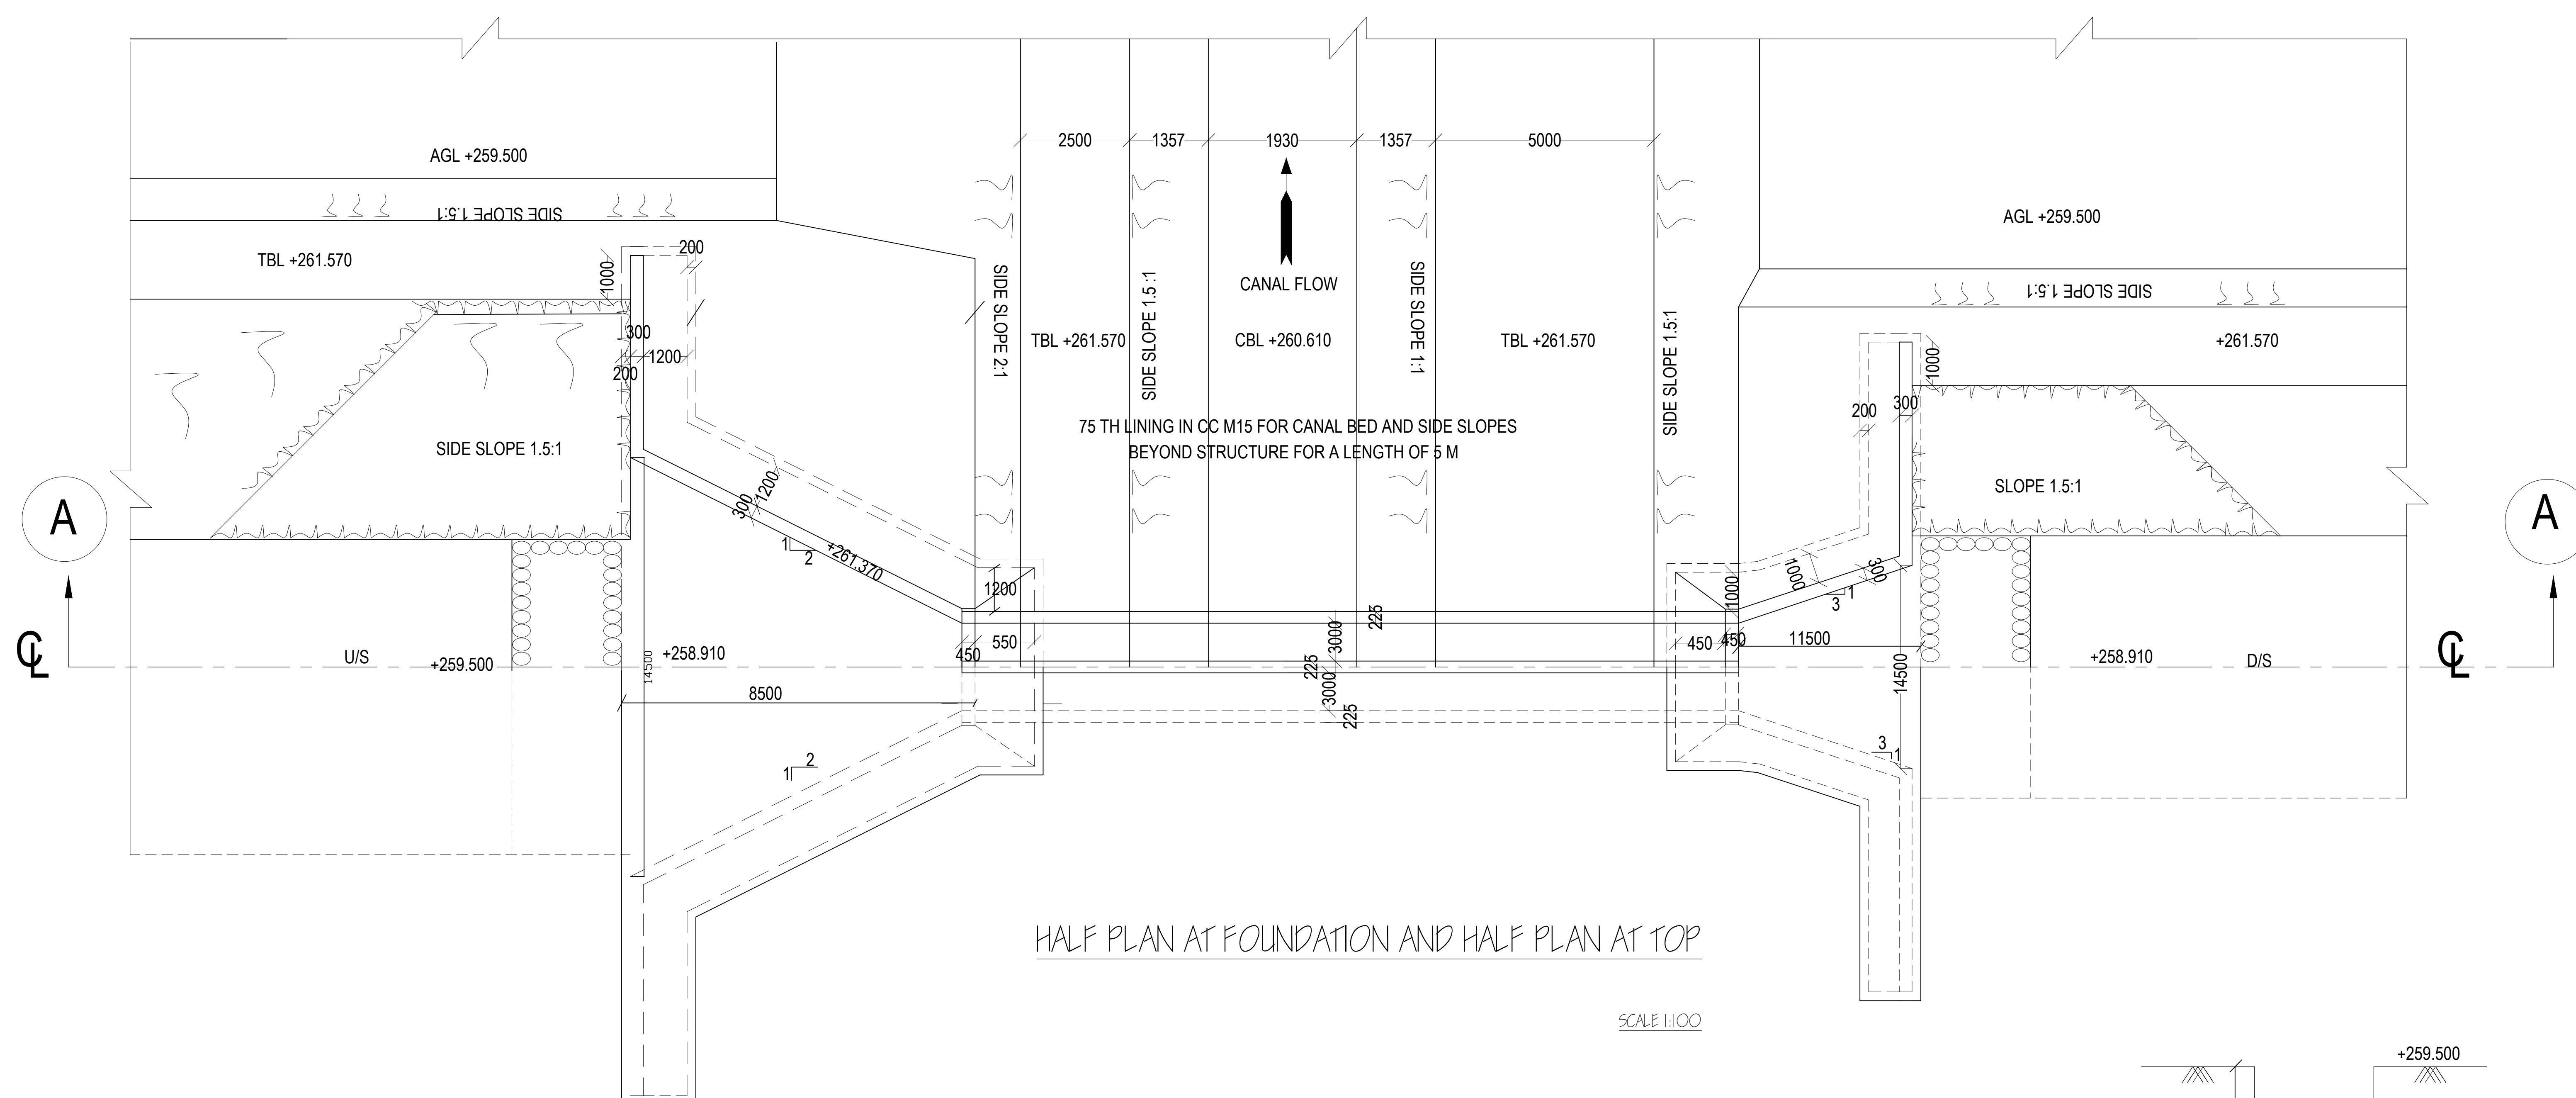 2500
1357
1930
1357
5000
AGL +259.500
SIDE SLOPE 1.5:1
TBL +261.570
1000
200
300
1200
200
SIDE SLOPE 1.5:1
SIDE SLOPE 2:1
TBL +261.570
SIDE SLOPE 1.5 :1
CANAL FLOW
CBL +260.610
SIDE SLOPE 1:1
TBL +261.570
SIDE SLOPE 1.5:1
75 TH LINING IN CC M15 FOR CANAL BED AND SIDE SLOPES
BEYOND STRUCTURE FOR A LENGTH OF 5 M
AGL +259.500
SIDE SLOPE 1.5:1
+261.570
1000
200
300
SLOPE 1.5:1
A
A
300
1200
1
2
+261.370
1200
550
450
3000
225
225
3000
225
1000
450
450
1000
300
3
1
11500
14500
℄
U/S
+259.500
14500
+258.910
8500
+258.910
D/S
℄
1
2
3
1
HALF PLAN AT FOUNDATION AND HALF PLAN AT TOP
SCALE 1:100
+259.500